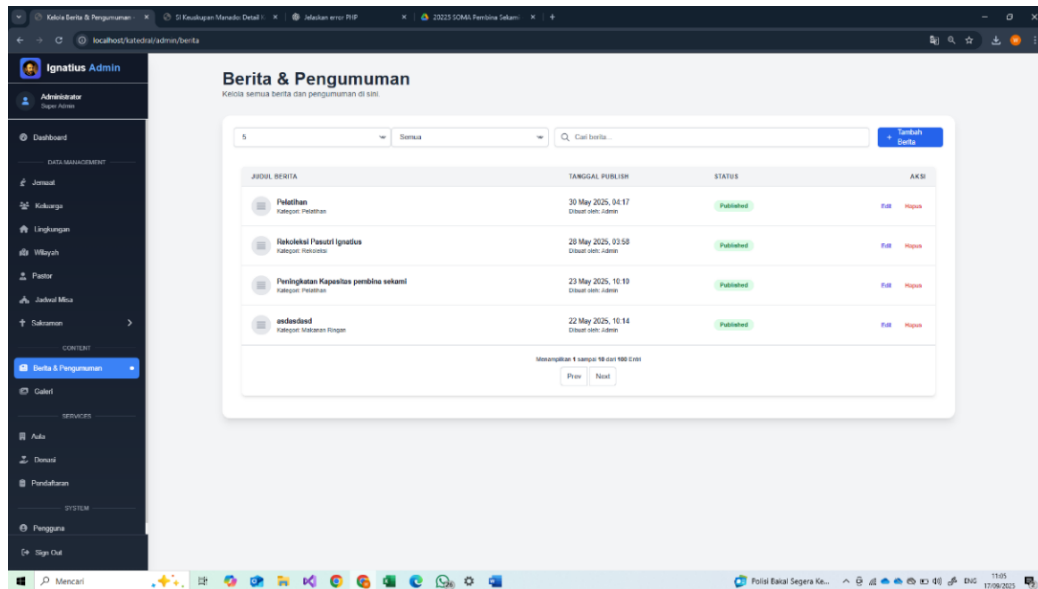 Kelola Berita & Pengumuman -
SI Keuskupan Manado: Detail
Jelaskan error PHP
20225 SOMA Pembina Sekami
localhost/katedral/admin/berita
Ignatius Admin
Administrator
Super Admin
Dashboard
DATA MANAGEMENT
Jemaat
Keluarga
Lingkungan
Wilayah
Pastor
Jadwal Misa
Sakramen
CONTENT
Berita & Pengumuman
Galeri
SERVICES
Aula
Donasi
Pendaftaran
SYSTEM
Pengguna
Sign Out
Berita & Pengumuman
Kelola semua berita dan pengumuman di sini.
5
Semua
Cari berita...
+ Tambah
Berita
JUDUL BERITA TANGGAL PUBLISH STATUS AKSI
Pelatihan 30 May 2025, 04:17 Published Edit Hapus
Kategori: Pelatihan Dibuat oleh: Admin
Rekoleksi Pasutri Ignatius 28 May 2025, 03:58 Published Edit Hapus
Kategori: Rekoleksi Dibuat oleh: Admin
Peningkatan Kapasitas pembina sekami 23 May 2025, 10:19 Published Edit Hapus
Kategori: Pelatihan Dibuat oleh: Admin
asdasdasd 22 May 2025, 10:14 Published Edit Hapus
Kategori: Makanan Ringan Dibuat oleh: Admin
Menampilkan 1 sampai 10 dari 100 Entri
Prev Next
Mencari
Polisi Bakal Segera Ke...
ENG
11:05
17/09/2025